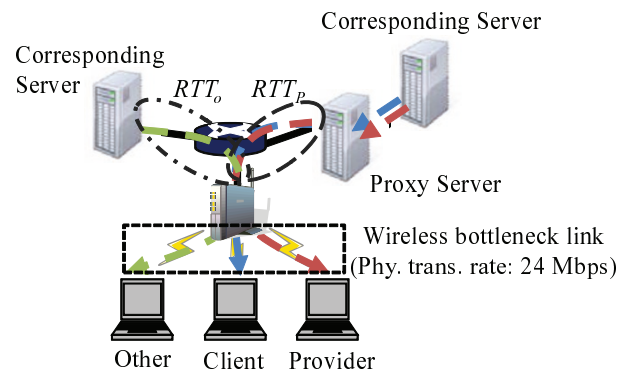 Corresponding Server
Corresponding
Server
RTTo
RTTP
Proxy Server
Wireless bottleneck link
(Phy. trans. rate: 24 Mbps)
Other
Client
Provider